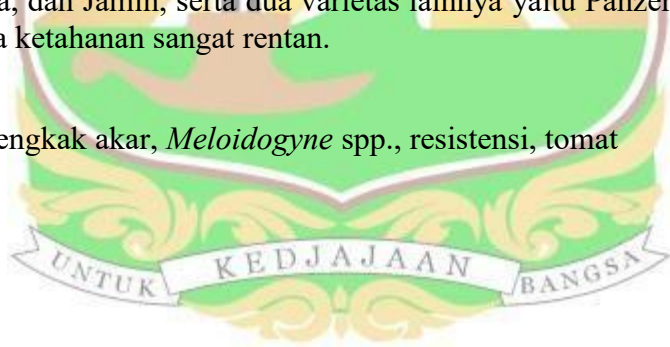 a, dan Jamin, serta dua varietas lainnya yaitu Panzer
a ketahanan sangat rentan.
engkak akar, Meloidogyne spp., resistensi, tomat
UNTUK KEDJAJAAN BANGSA